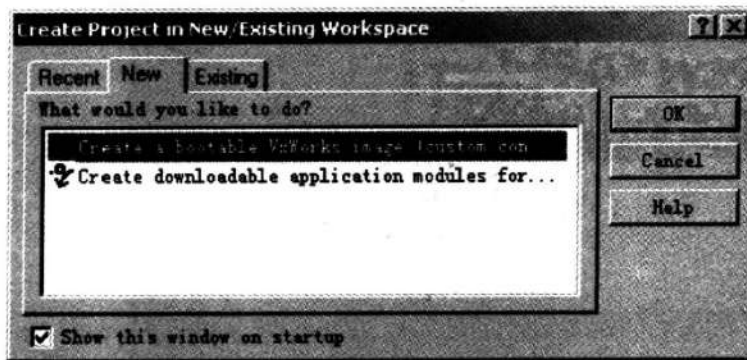 Create Project in New/Existing Workspace
Recent New Existing
What would you like to do?
Create a bootable VxWorks image (custom con
Create downloadable application modules for...
OK
Cancel
Help
Show this window on startup